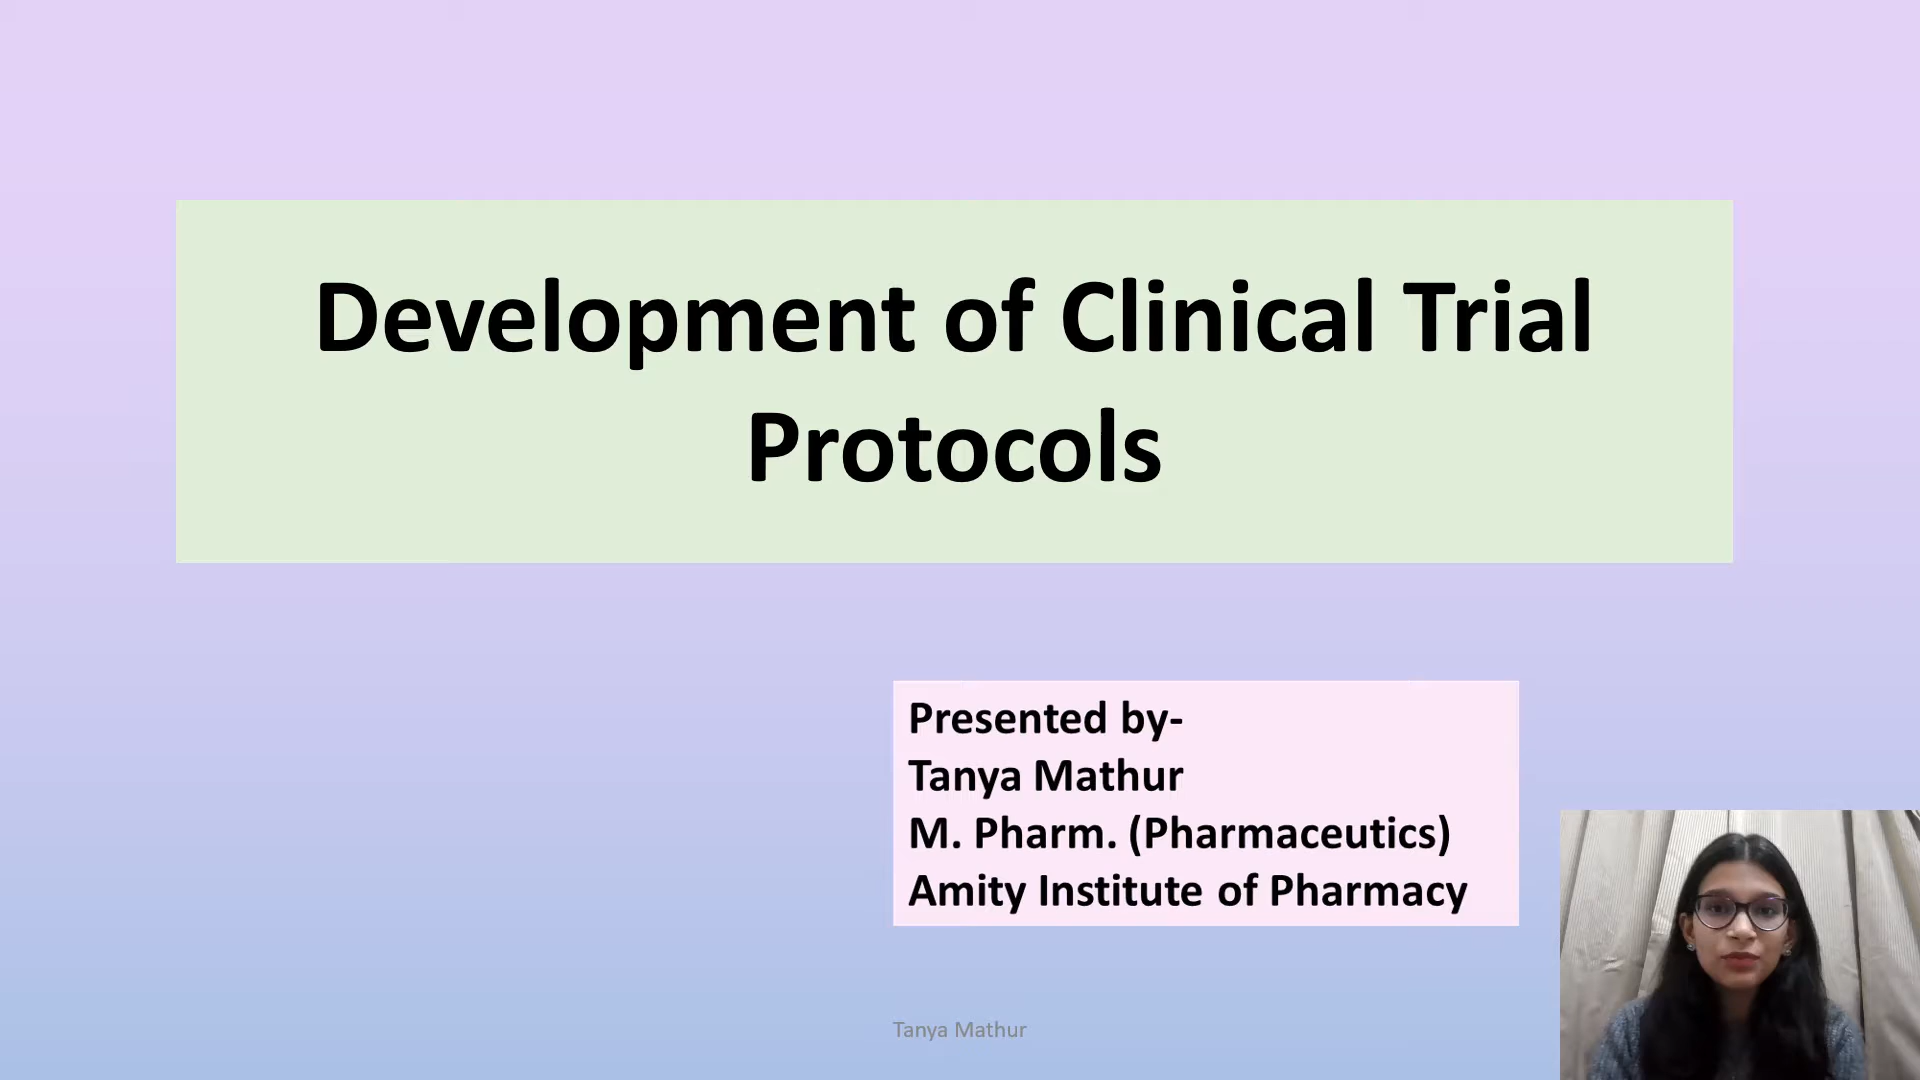 Development of Clinical Trial
Protocols
Presented by-
Tanya Mathur
M. Pharm. (Pharmaceutics)
Amity Institute of Pharmacy
Tanya Mathur